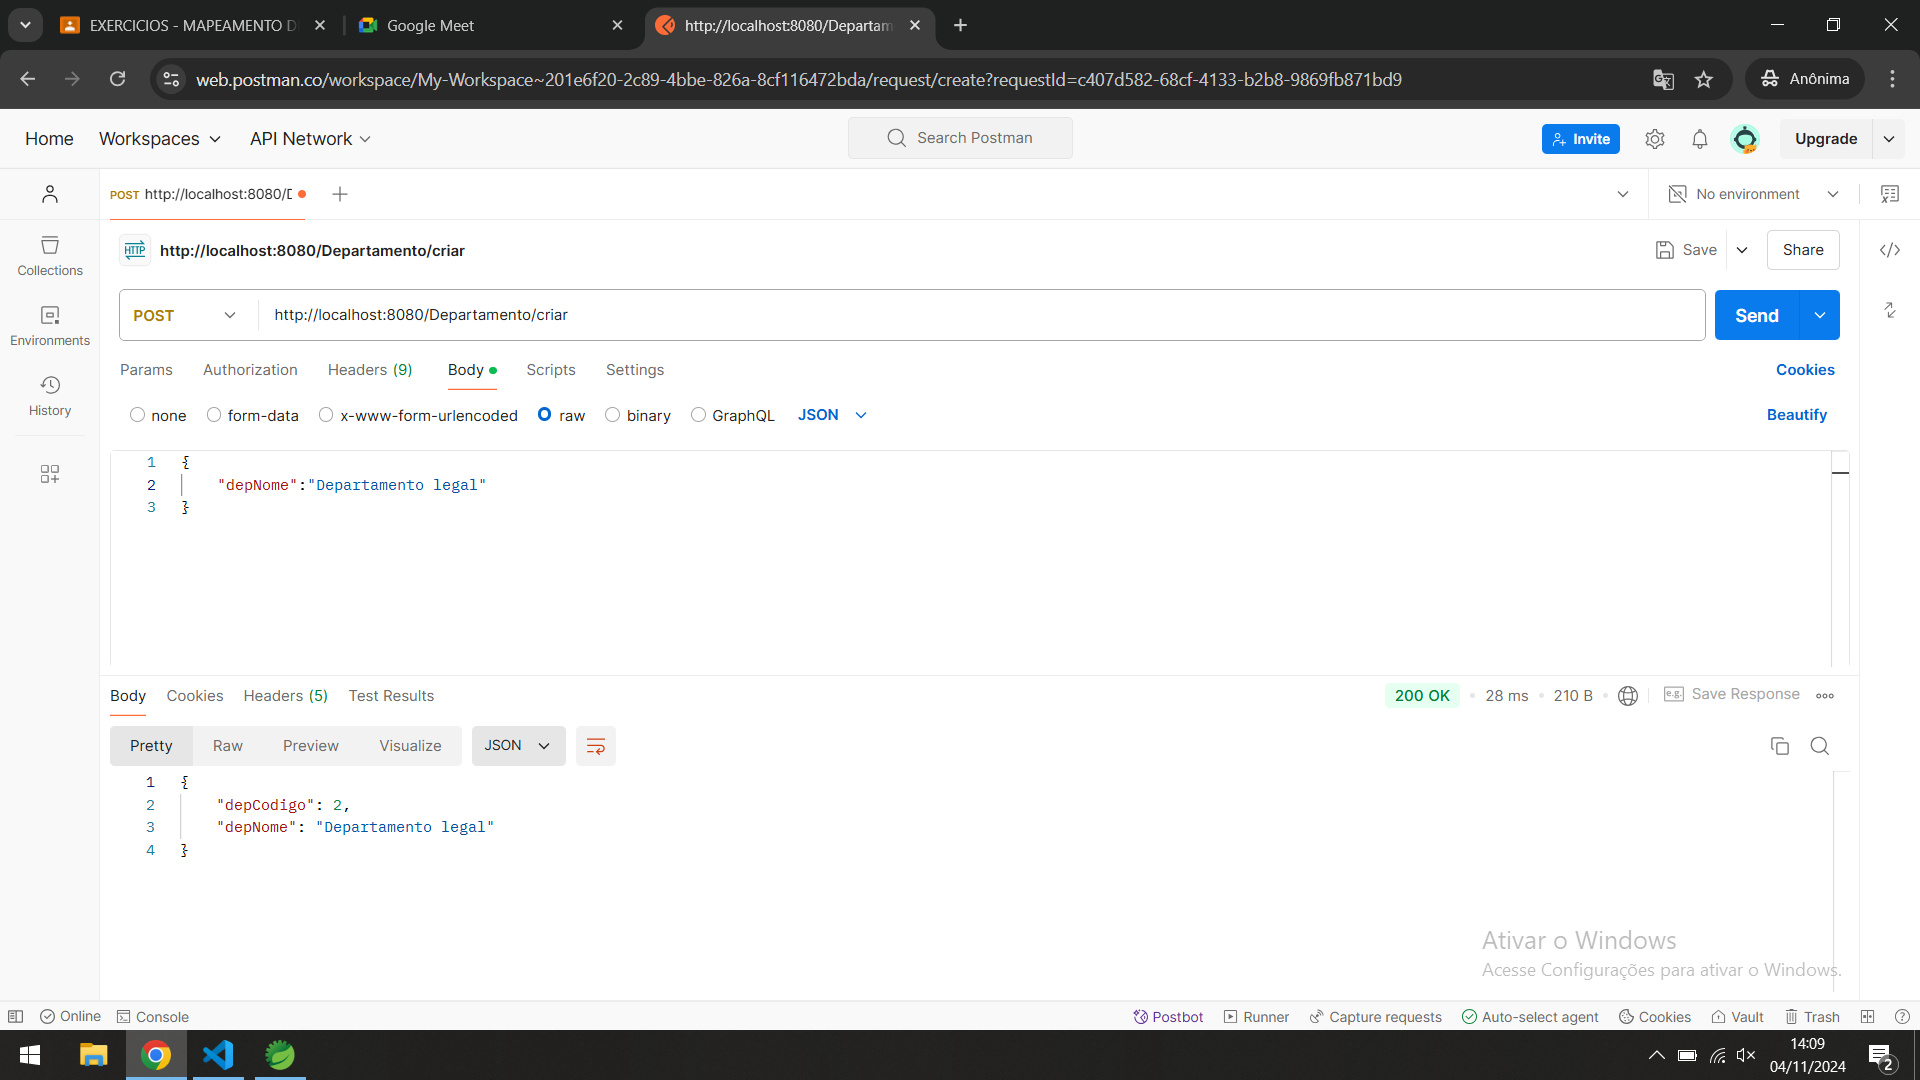 EXERCICIOS - MAPEAMENTO D
Google Meet
http://localhost:8080/Departam
web.postman.co/workspace/My-Workspace~201e6f20-2c89-4bbe-826a-8cf116472bda/request/create?requestId=c407d582-68cf-4133-b2b8-9869fb871bd9
Anônima
Home Workspaces API Network Search Postman Invite Upgrade
POST http://localhost:8080/D No environment
HTTP http://localhost:8080/Departamento/criar Save Share
Collections
Environments
History
POST http://localhost:8080/Departamento/criar Send
Params Authorization Headers (9) Body Scripts Settings Cookies
none form-data x-www-form-urlencoded raw binary GraphQL JSON Beautify
1 {
2 "depNome":"Departamento legal"
3 }
Body Cookies Headers (5) Test Results 200 OK 28 ms 210 B e.g. Save Response
Pretty Raw Preview Visualize JSON
1 {
2 "depCodigo": 2,
3 "depNome": "Departamento legal"
4 }
Ativar o Windows
Acesse Configurações para ativar o Windows.
Online Console Postbot Runner Capture requests Auto-select agent Cookies Vault Trash
14:09
04/11/2024
2